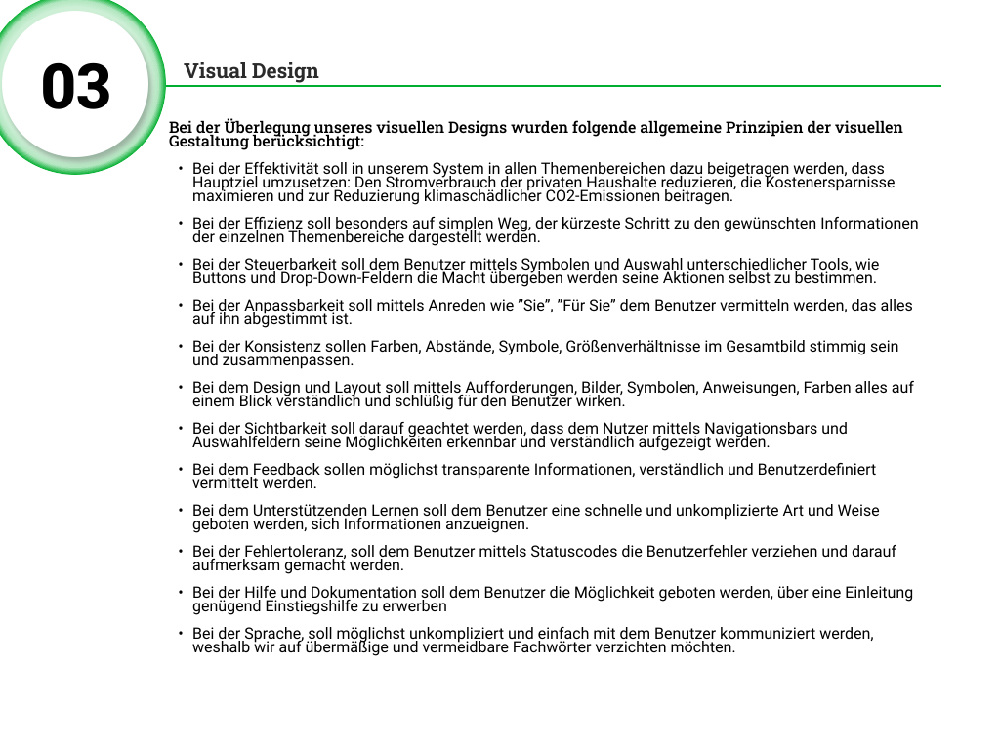 03
Visual Design
Bei der Überlegung unseres visuellen Designs wurden folgende allgemeine Prinzipien der visuellen
Gestaltung berücksichtigt:
• Bei der Effektivität soll in unserem System in allen Themenbereichen dazu beigetragen werden, dass
Hauptziel umzusetzen: Den Stromverbrauch der privaten Haushalte reduzieren, die Kostenersparnisse
maximieren und zur Reduzierung klimaschädlicher CO2-Emissionen beitragen.
• Bei der Effizienz soll besonders auf simplen Weg, der kürzeste Schritt zu den gewünschten Informationen
der einzelnen Themenbereiche dargestellt werden.
• Bei der Steuerbarkeit soll dem Benutzer mittels Symbolen und Auswahl unterschiedlicher Tools, wie
Buttons und Drop-Down-Feldern die Macht übergeben werden seine Aktionen selbst zu bestimmen.
• Bei der Anpassbarkeit soll mittels Anreden wie ”Sie”, ”Für Sie” dem Benutzer vermitteln werden, das alles
auf ihn abgestimmt ist.
• Bei der Konsistenz sollen Farben, Abstände, Symbole, Größenverhältnisse im Gesamtbild stimmig sein
und zusammenpassen.
• Bei dem Design und Layout soll mittels Aufforderungen, Bilder, Symbolen, Anweisungen, Farben alles auf
einem Blick verständlich und schlüßig für den Benutzer wirken.
• Bei der Sichtbarkeit soll darauf geachtet werden, dass dem Nutzer mittels Navigationsbars und
Auswahlfeldern seine Möglichkeiten erkennbar und verständlich aufgezeigt werden.
• Bei dem Feedback sollen möglichst transparente Informationen, verständlich und Benutzerdefiniert
vermittelt werden.
• Bei dem Unterstützenden Lernen soll dem Benutzer eine schnelle und unkomplizierte Art und Weise
geboten werden, sich Informationen anzueignen.
• Bei der Fehlertoleranz, soll dem Benutzer mittels Statuscodes die Benutzerfehler verziehen und darauf
aufmerksam gemacht werden.
• Bei der Hilfe und Dokumentation soll dem Benutzer die Möglichkeit geboten werden, über eine Einleitung
genügend Einstiegshilfe zu erwerben
• Bei der Sprache, soll möglichst unkompliziert und einfach mit dem Benutzer kommuniziert werden,
weshalb wir auf übermäßige und vermeidbare Fachwörter verzichten möchten.